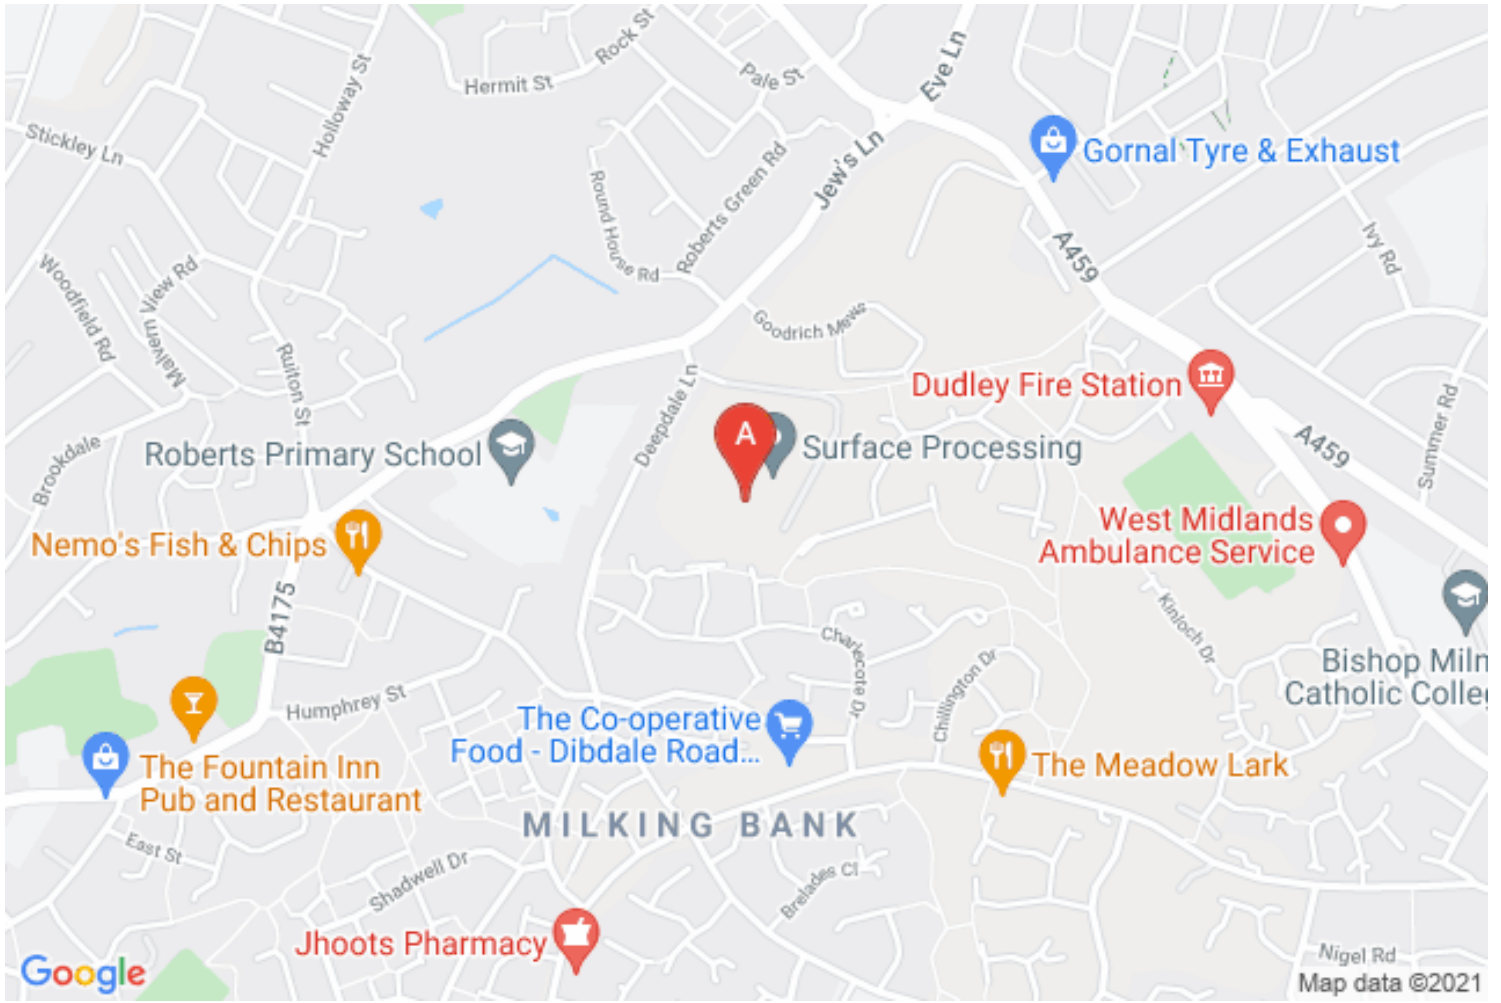 Rock St
Hermit St
Pale St
Eve Ln
Holloway St
Stickley Ln
Jew's Ln
Gornal Tyre & Exhaust
Round House Rd
Roberts Green Rd
Ivy Rd
A459
Woodfield Rd
Malvern View Rd
Goodrich Mews
Ruiton St
Deepdale Ln
Dudley Fire Station
Summer Rd
A459
A
Surface Processing
Roberts Primary School
Brookdale
Nemo's Fish & Chips
West Midlands
Ambulance Service
B4175
Kinloch Dr
Charlecote Dr
Chillington Dr
Bishop Miln
Catholic Colleg
Humphrey St
The Co-operative
Food - Dibdale Road...
The Meadow Lark
The Fountain Inn
Pub and Restaurant
MILKING BANK
East St
Shadwell Dr
Brelades Cl
Jhoots Pharmacy
Nigel Rd
Google
Map data ©2021